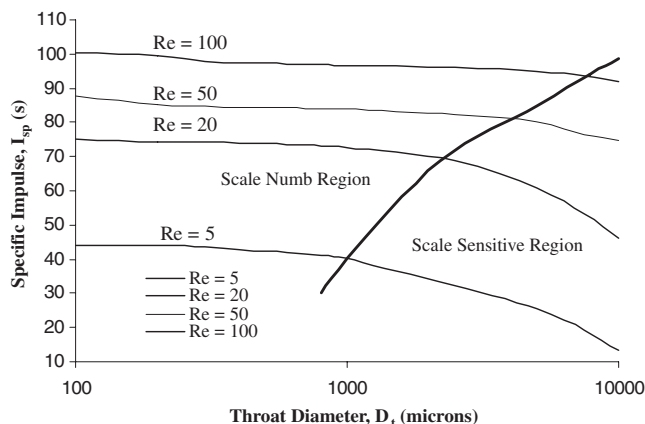 110
100
90
80
70
60
50
40
30
20
10
Specific Impulse, I_sp (s)
Re = 100
Re = 50
Re = 20
Scale Numb Region
Re = 5
Scale Sensitive Region
Re = 5
Re = 20
Re = 50
Re = 100
100
1000
10000
Throat Diameter, D_t (microns)